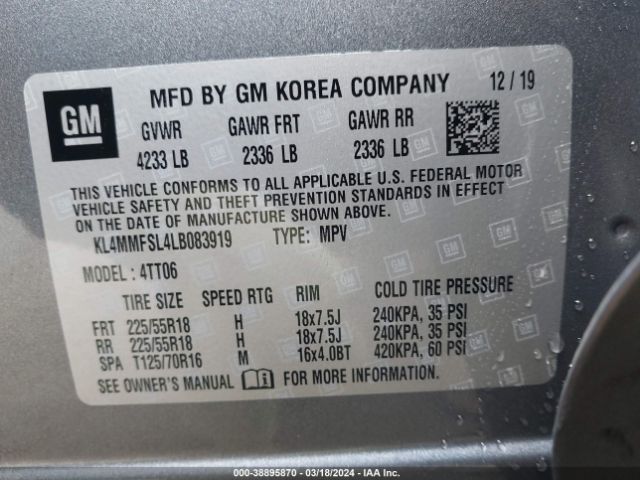 GM
MFD BY GM KOREA COMPANY 12 / 19
GVWR GAWR FRT GAWR RR
4233 LB 2336 LB 2336 LB
THIS VEHICLE CONFORMS TO ALL APPLICABLE U.S. FEDERAL MOTOR
VEHICLE SAFETY AND THEFT PREVENTION STANDARDS IN EFFECT
ON THE DATE OF MANUFACTURE SHOWN ABOVE.
KL4MMFSL4LB083919 TYPE: MPV
MODEL : 4TT06
TIRE SIZE SPEED RTG RIM COLD TIRE PRESSURE
FRT 225/55R18 H 18x7.5J 240KPA, 35 PSI
RR 225/55R18 H 18x7.5J 240KPA, 35 PSI
SPA T125/70R16 M 16x4.0BT 420KPA, 60 PSI
SEE OWNER'S MANUAL FOR MORE INFORMATION.
000-38895870 - 03/18/2024 - IAA, Inc.